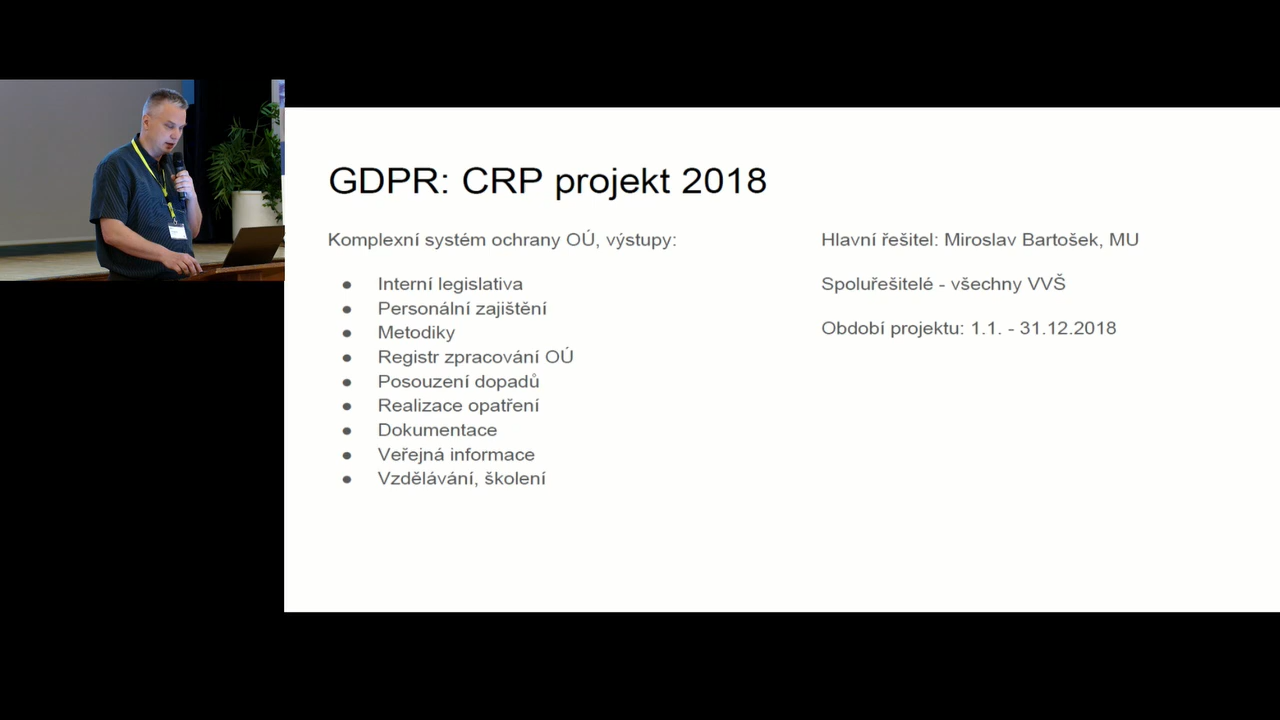 GDPR: CRP projekt 2018
Komplexní systém ochrany OÚ, výstupy:
● Interní legislativa
● Personální zajištění
● Metodiky
● Registr zpracování OÚ
● Posouzení dopadů
● Realizace opatření
● Dokumentace
● Veřejná informace
● Vzdělávání, školení
Hlavní řešitel: Miroslav Bartošek, MU
Spoluřešitelé - všechny VVŠ
Období projektu: 1.1. - 31.12.2018